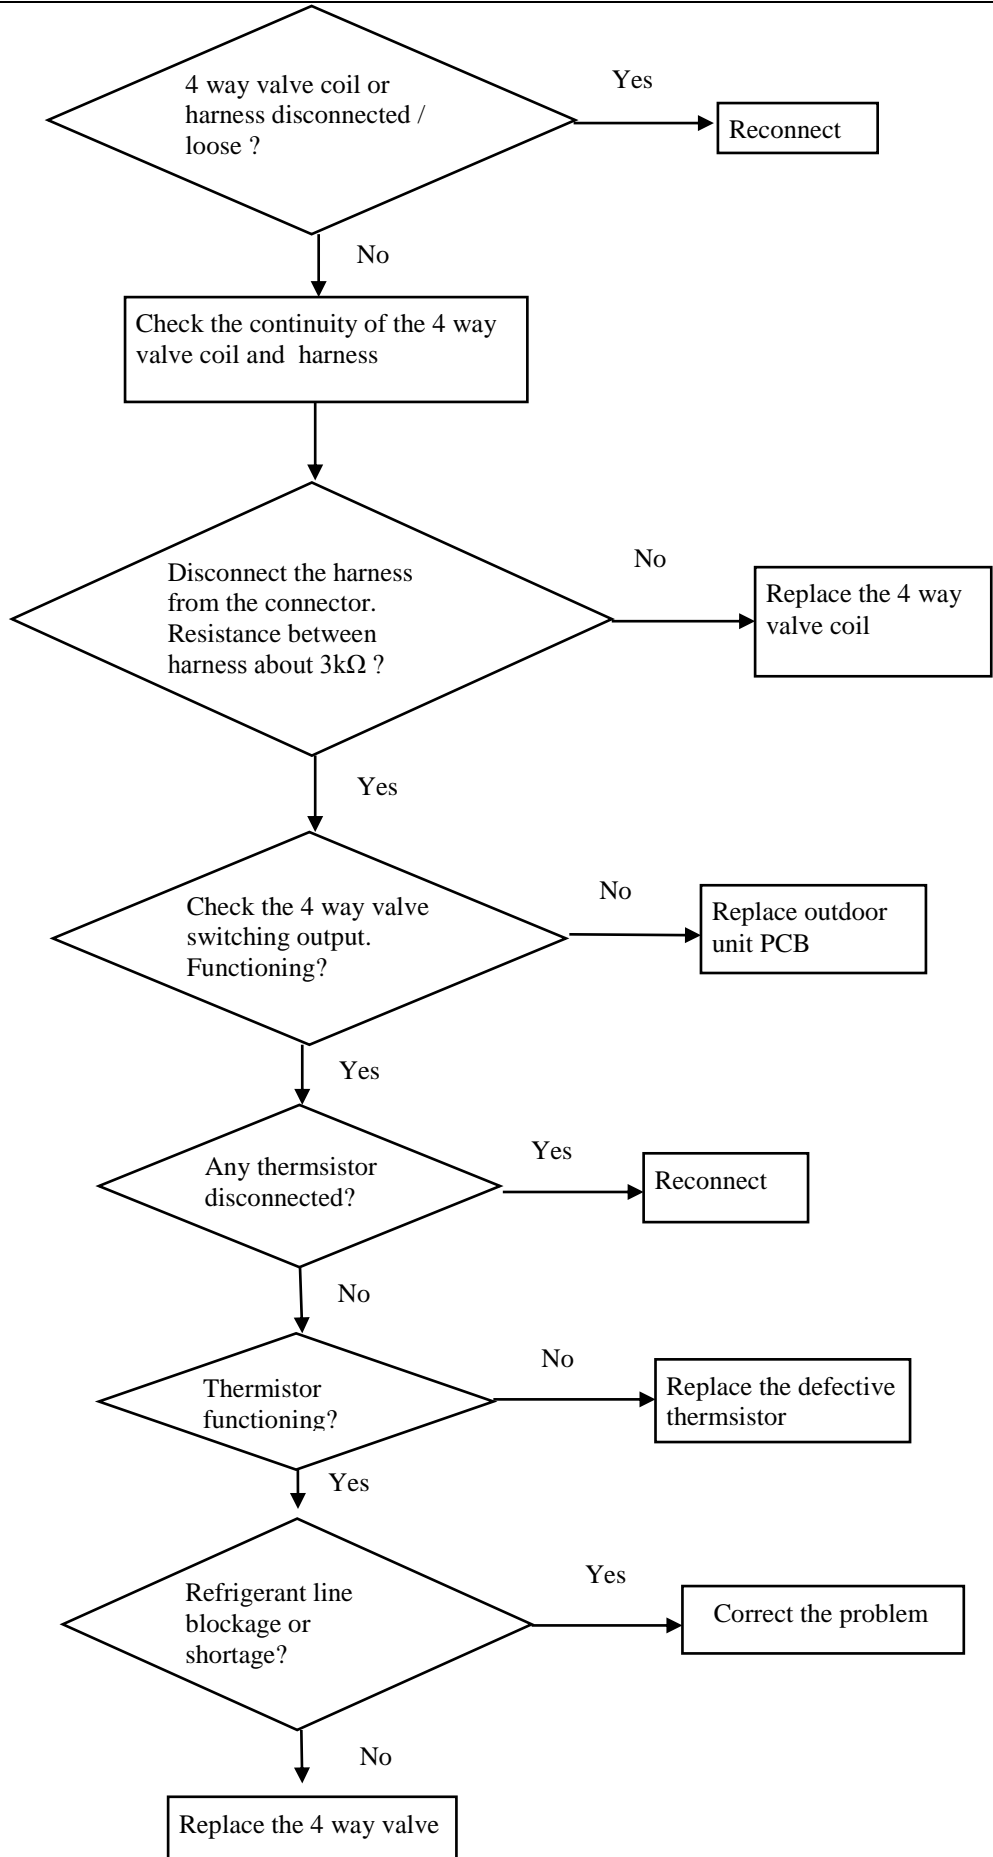 4 way valve coil or
harness disconnected /
loose ?
Yes
Reconnect
No
Check the continuity of the 4 way
valve coil and  harness
Disconnect the harness
from the connector.
Resistance between
harness about 3kΩ ?
No
Replace the 4 way
valve coil
Yes
Check the 4 way valve
switching output.
Functioning?
No
Replace outdoor
unit PCB
Yes
Any thermsistor
disconnected?
Yes
Reconnect
No
Thermistor
functioning?
No
Replace the defective
thermsistor
Yes
Refrigerant line
blockage or
shortage?
Yes
Correct the problem
No
Replace the 4 way valve